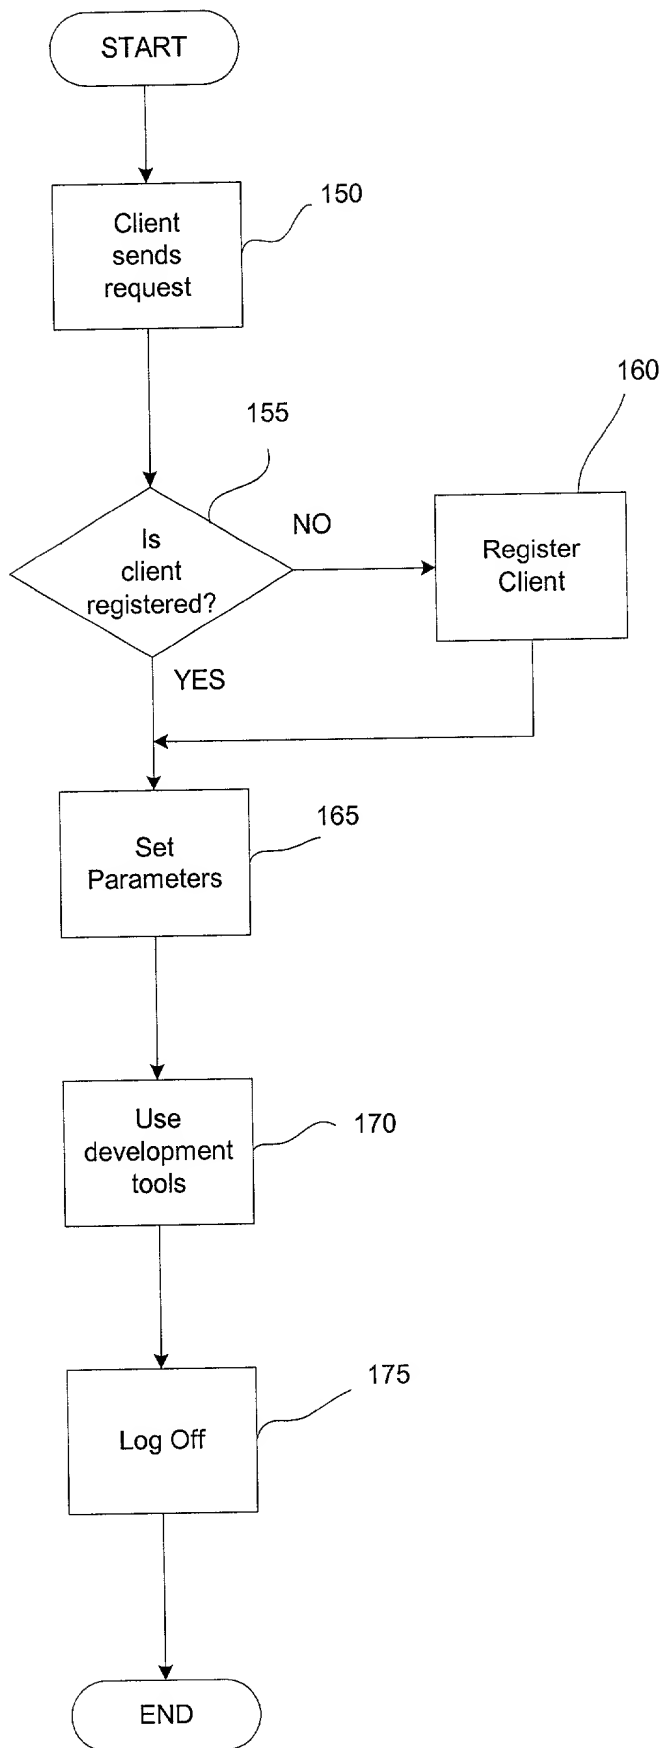 START
150
Client
sends
request
160
155
NO
Is
client
registered?
Register
Client
YES
165
Set
Parameters
Use
development
tools
170
175
Log Off
END